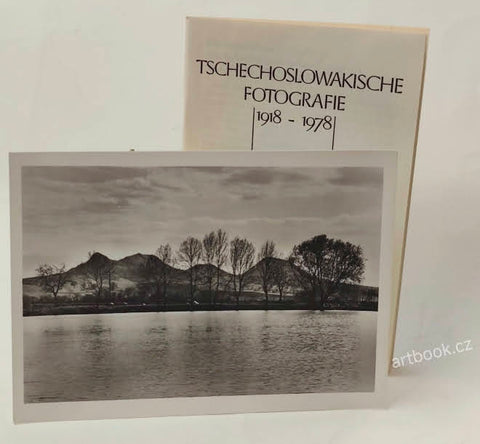 TSCHECHOSLOWAKISCHE
FOTOGRAFIE
1918 - 1978
artbook.cz